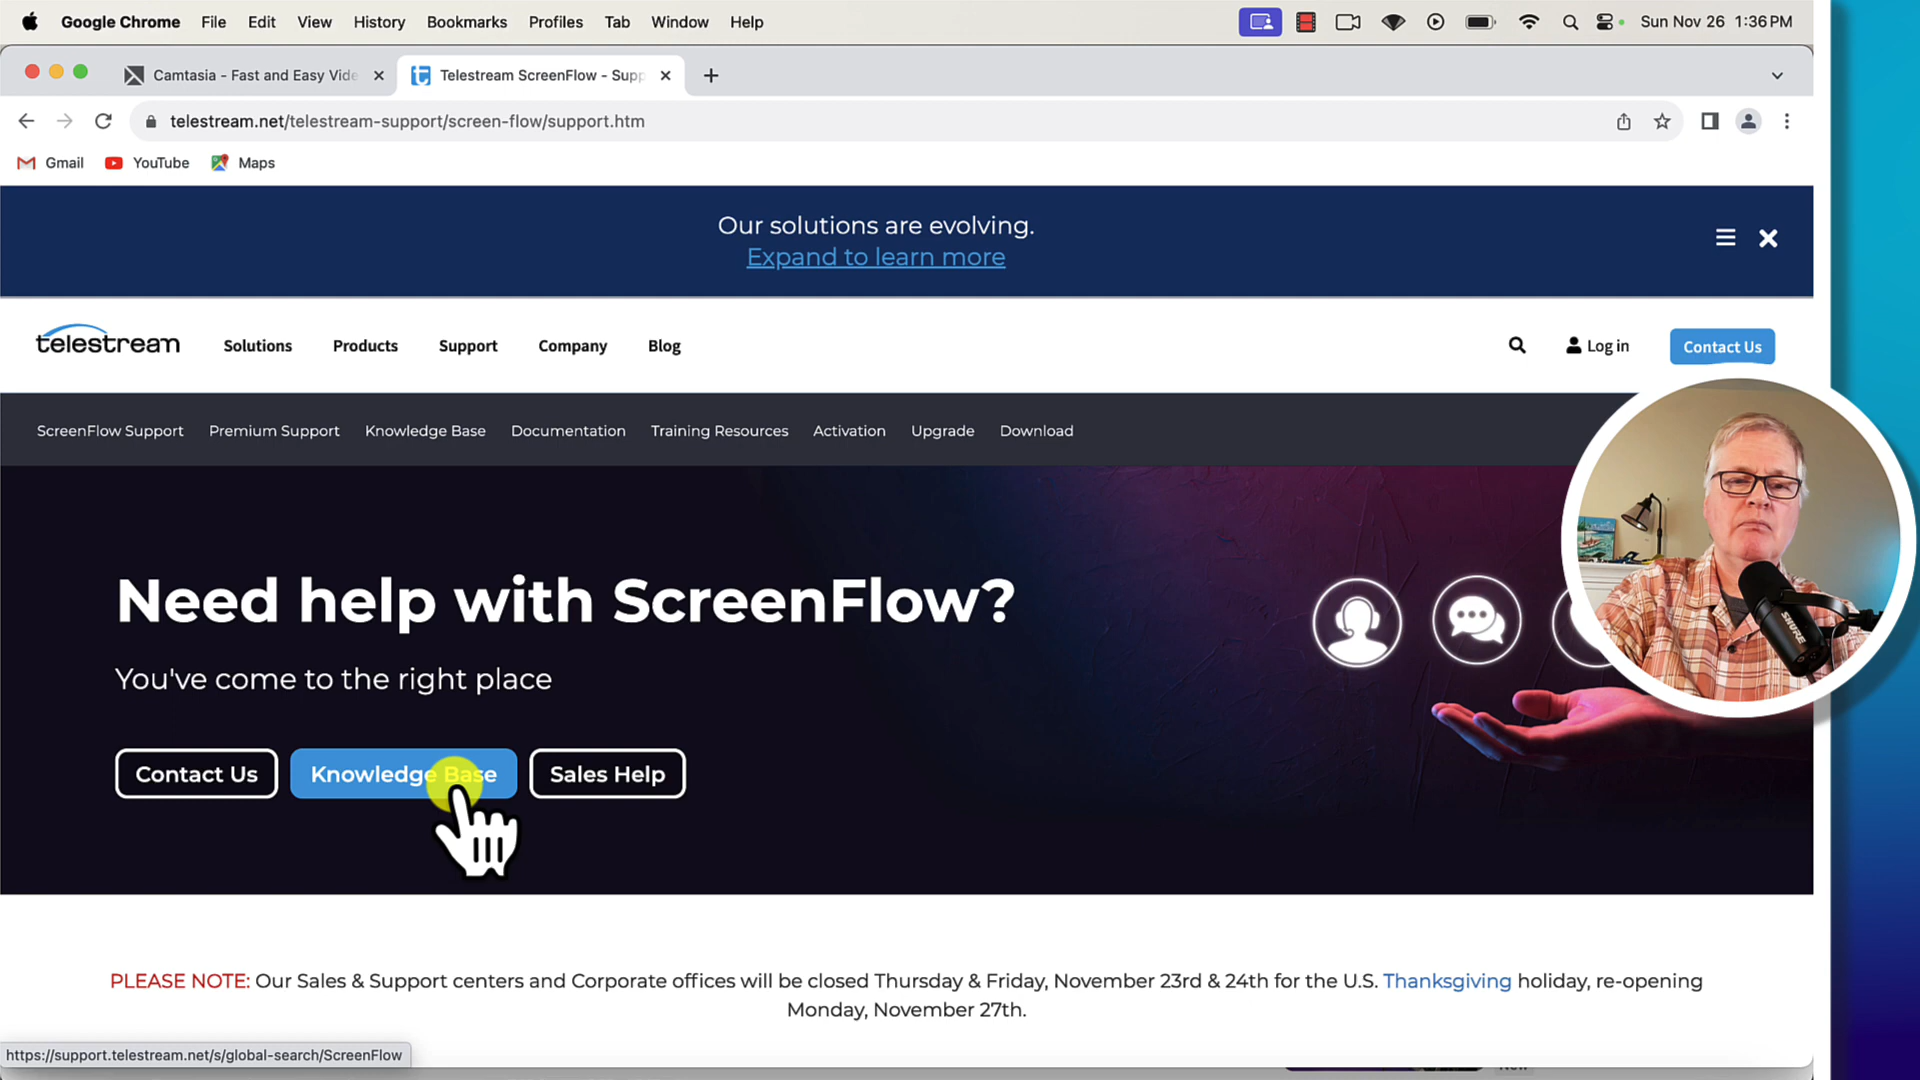 Google Chrome File Edit View History Bookmarks Profiles Tab Window Help Sun Nov 26 1:36 PM
Camtasia - Fast and Easy Vide
Telestream ScreenFlow - Supp
telestream.net/telestream-support/screen-flow/support.htm
Gmail YouTube Maps
Our solutions are evolving.
Expand to learn more
telestream Solutions Products Support Company Blog Log in Contact Us
ScreenFlow Support Premium Support Knowledge Base Documentation Training Resources Activation Upgrade Download
Need help with ScreenFlow?
You've come to the right place
Contact Us Knowledge Base Sales Help
SHURE
PLEASE NOTE: Our Sales & Support centers and Corporate offices will be closed Thursday & Friday, November 23rd & 24th for the U.S. Thanksgiving holiday, re-opening
Monday, November 27th.
https://support.telestream.net/s/global-search/ScreenFlow